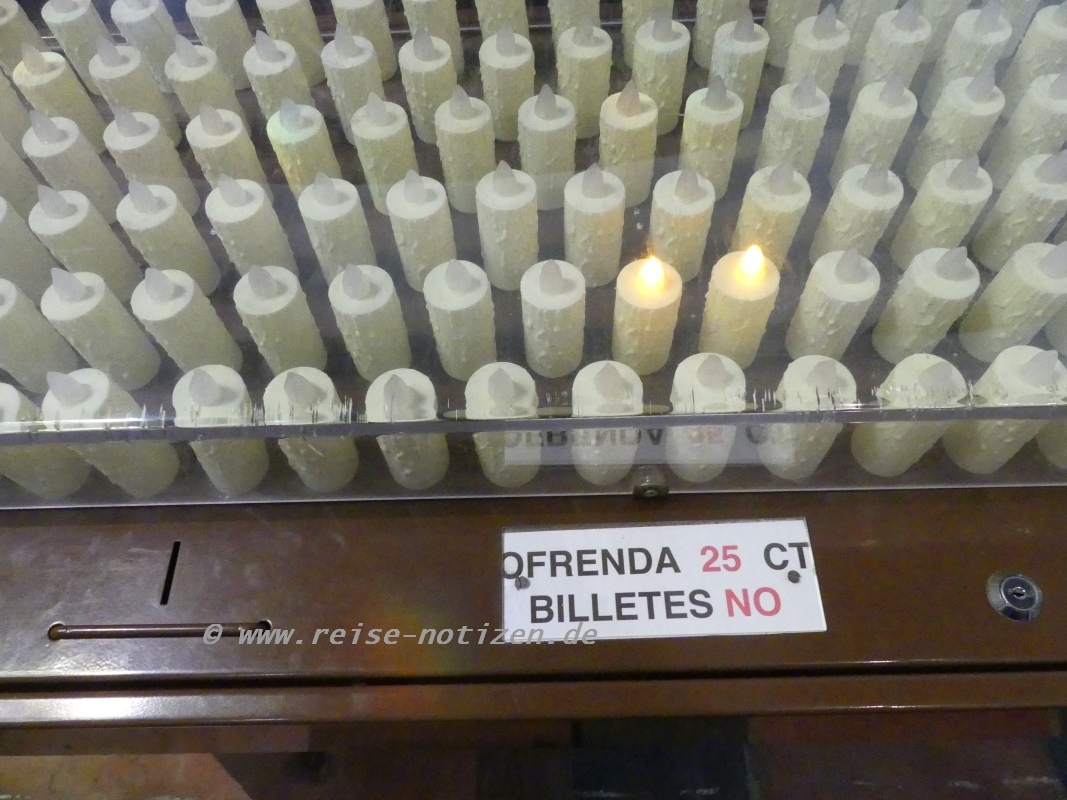 OFRENDA 25 CT
BILLETES NO
© www.reise-notizen.de